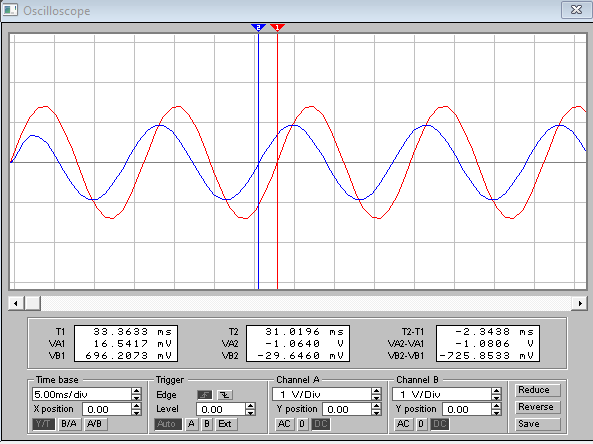 Oscilloscope
2 1
T1 33.3633 ms T2 31.0196 ms T2-T1 -2.3438 ms
VA1 16.5417 mV VA2 -1.0640 V VA2-VA1 -1.0806 V
VB1 696.2073 mV VB2 -29.6460 mV VB2-VB1 -725.8533 mV
Time base Trigger Channel A Channel B
5.00ms/div Edge 1 V/Div 1 V/Div Reduce
X position 0.00 Level 0.00 Y position 0.00 Y position 0.00 Reverse
Y/T B/A A/B Auto A B Ext AC 0 DC AC 0 DC Save